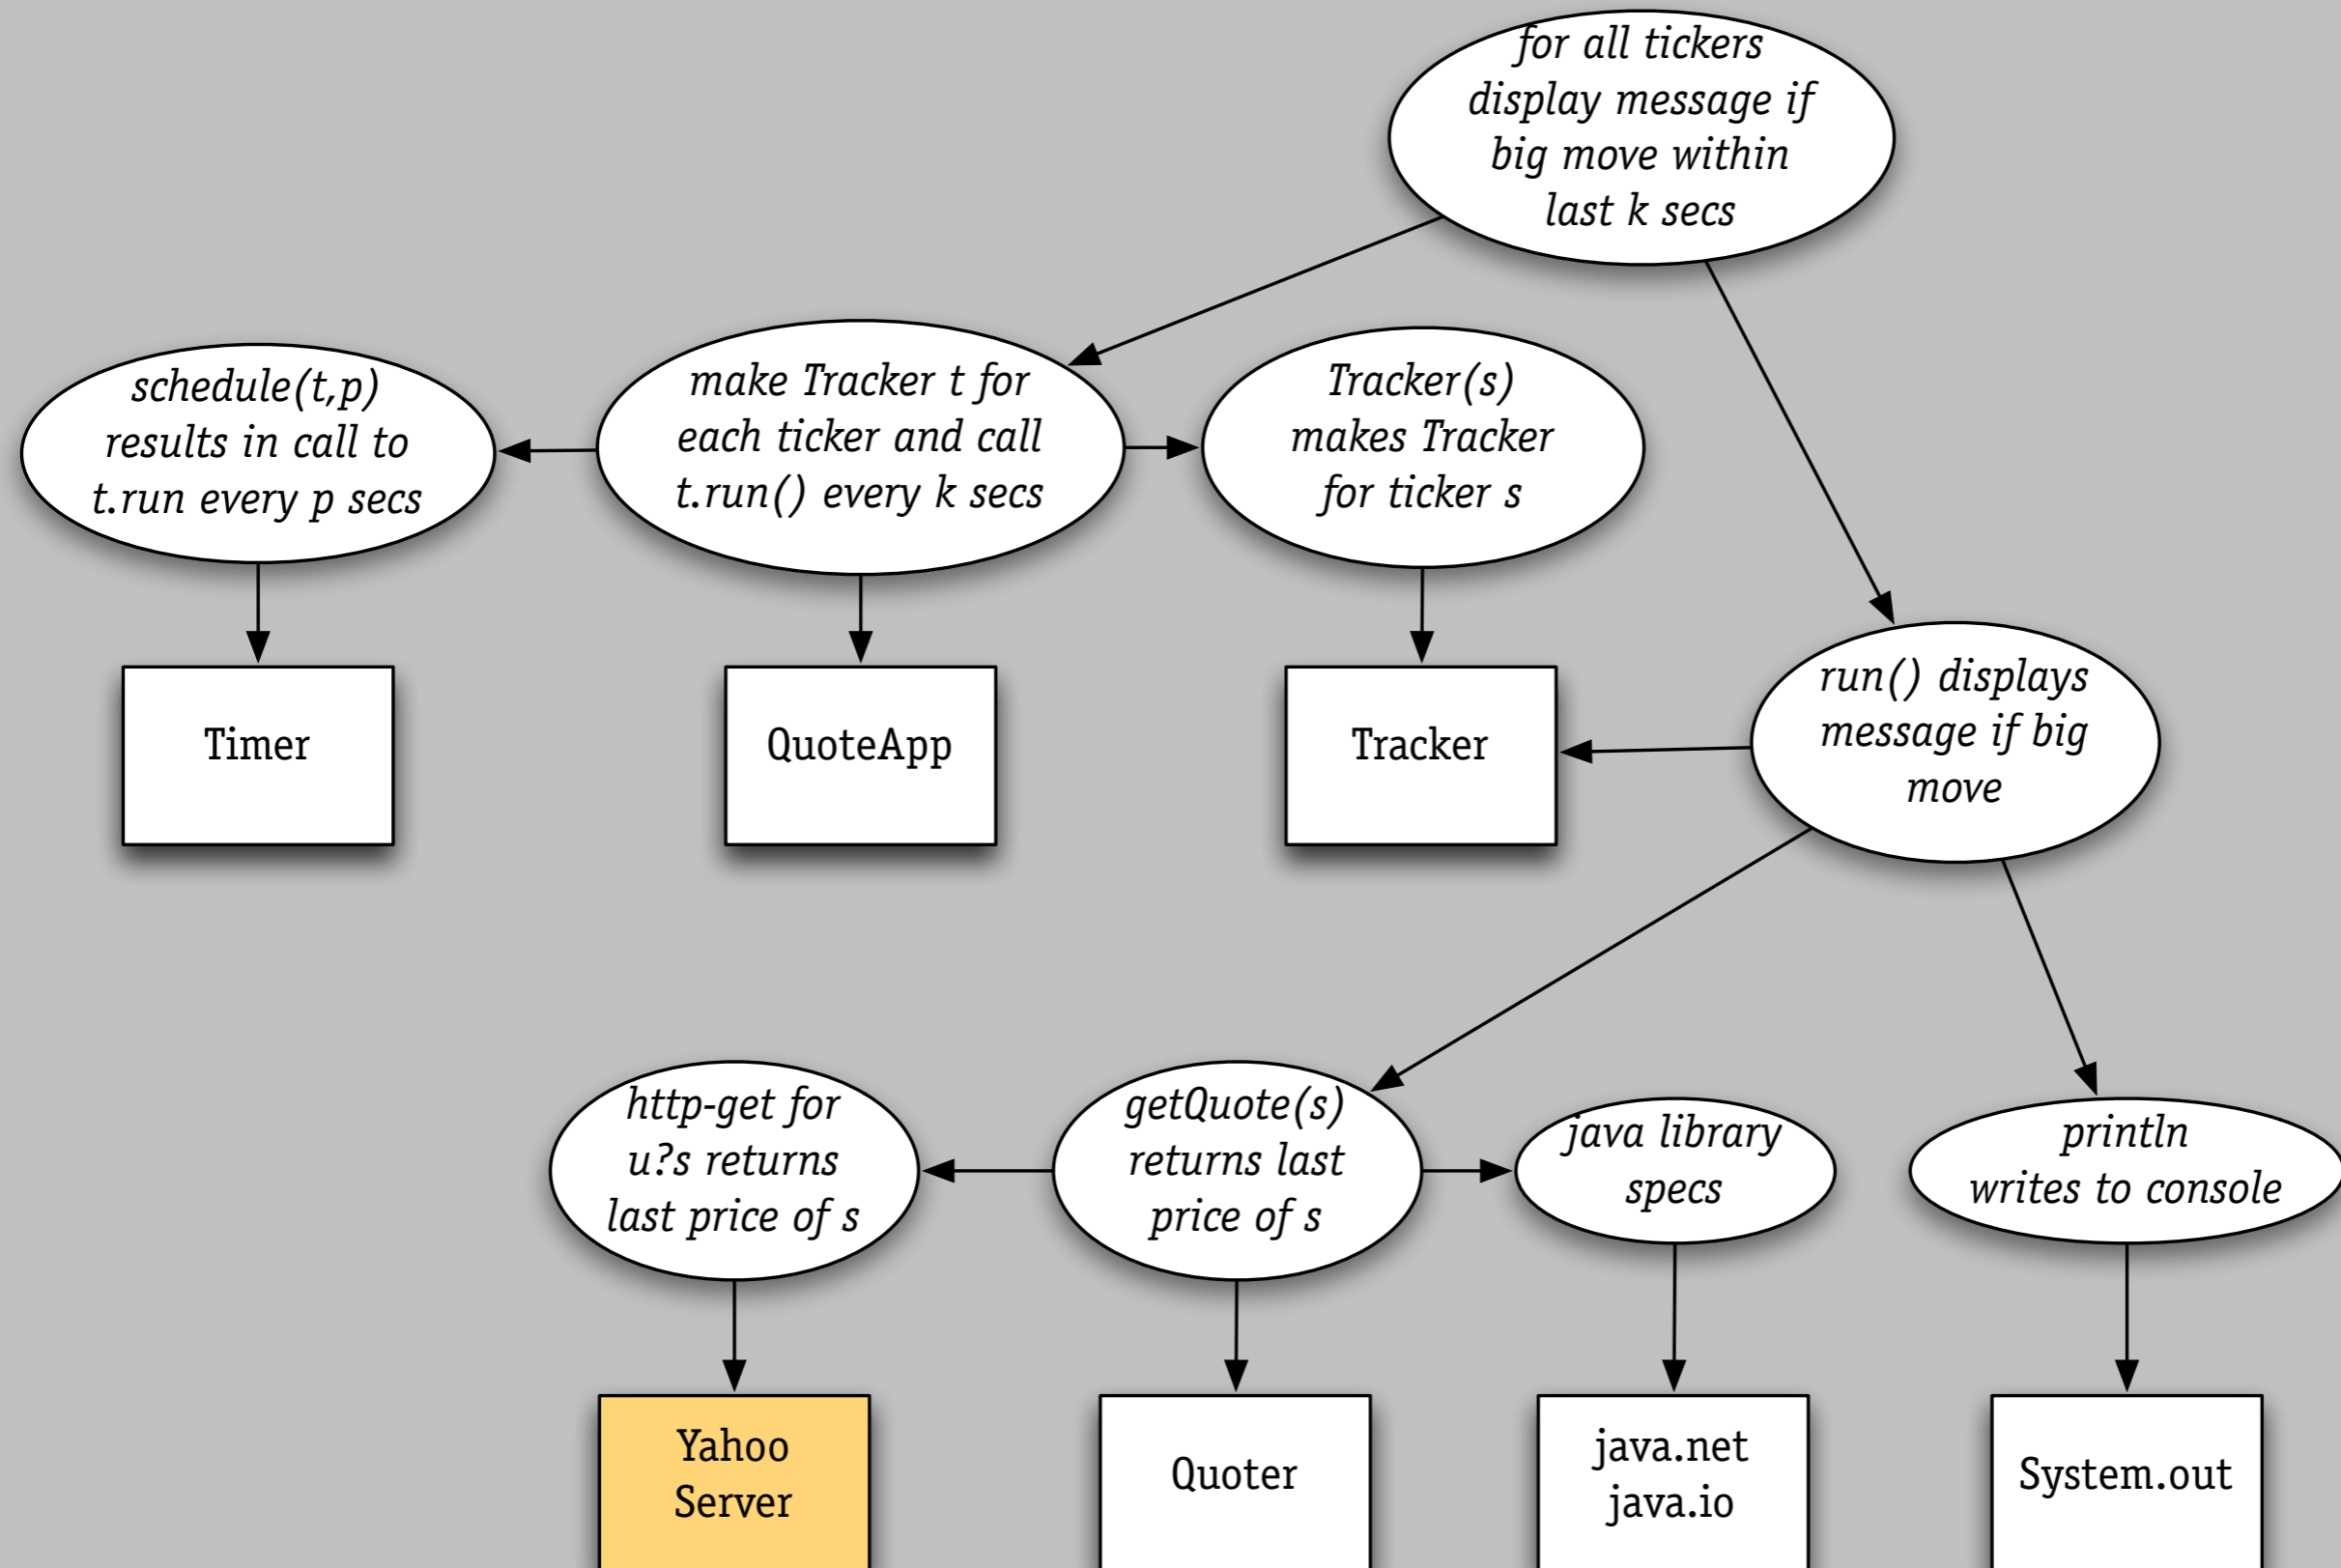 for all tickers
display message if
big move within
last k secs
schedule(t,p)
results in call to
t.run every p secs
make Tracker t for
each ticker and call
t.run() every k secs
Tracker(s)
makes Tracker
for ticker s
Timer
QuoteApp
Tracker
run() displays
message if big
move
http-get for
u?s returns
last price of s
getQuote(s)
returns last
price of s
java library
specs
println
writes to console
Yahoo
Server
Quoter
java.net
java.io
System.out